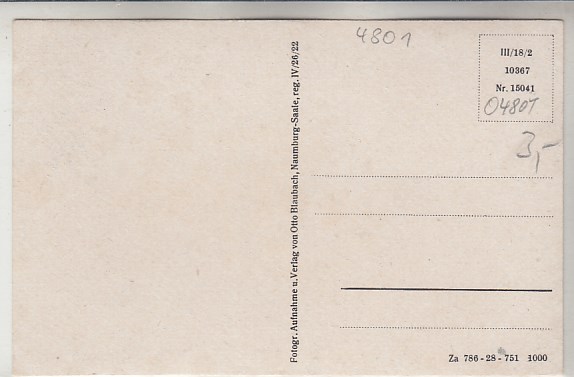 4801
III/18/2
10367
Nr. 15041
04801
3,-
Fotogr. Aufnahme u. Verlag von Otto Blaubach, Naumburg-Saale, reg. IV/26/22
Za 786-28-751 1000